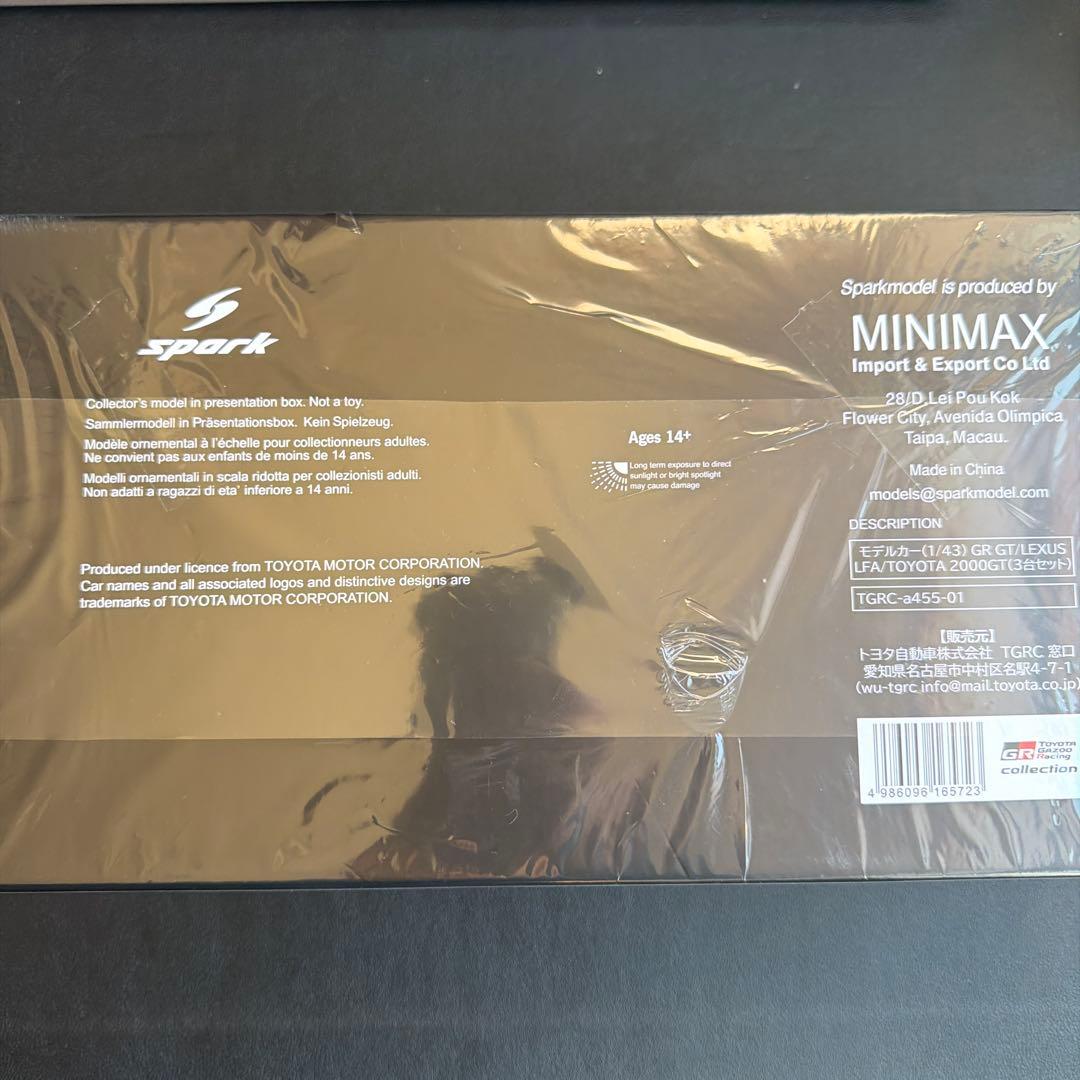 spark
Collector's model in presentation box. Not a toy.
Sammlermodell in Präsentationsbox. Kein Spielzeug.
Modèle ornemental à l'échelle pour collectionneurs adultes.
Ne convient pas aux enfants de moins de 14 ans.
Modelli ornamentali in scala ridotta per collezionisti adulti.
Non adatti a ragazzi di eta' inferiore a 14 anni.
Produced under licence from TOYOTA MOTOR CORPORATION.
Car names and all associated logos and distinctive designs are
trademarks of TOYOTA MOTOR CORPORATION.
Ages 14+
Long term exposure to direct
sunlight or bright spotlight
may cause damage
Sparkmodel is produced by
MINIMAX
Import & Export Co Ltd
28/D,Lei Pou Kok
Flower City, Avenida Olimpica
Taipa, Macau.
Made in China
models@sparkmodel.com
DESCRIPTION
モデルカー(1/43) GR GT/LEXUS
LFA/TOYOTA 2000GT(3台セット)
TGRC-a455-01
【販売元】
トヨタ自動車株式会社 TGRC 窓口
愛知県名古屋市中村区名駅4-7-1
(wu-tgrc info@mail.toyota.co.jp)
4 986096 165723
GR TOYOTA
GAZOO
Racing
collection